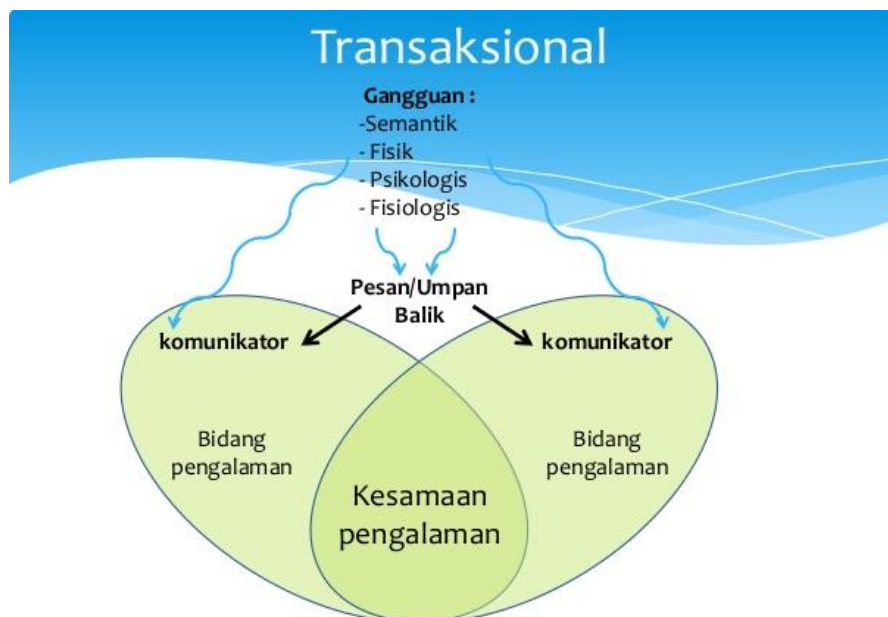 Transaksional
Gangguan :
-Semantik
- Fisik
- Psikologis
- Fisiologis
Pesan/Umpan
Balik
komunikator
komunikator
Bidang
pengalaman
Bidang
pengalaman
Kesamaan
pengalaman